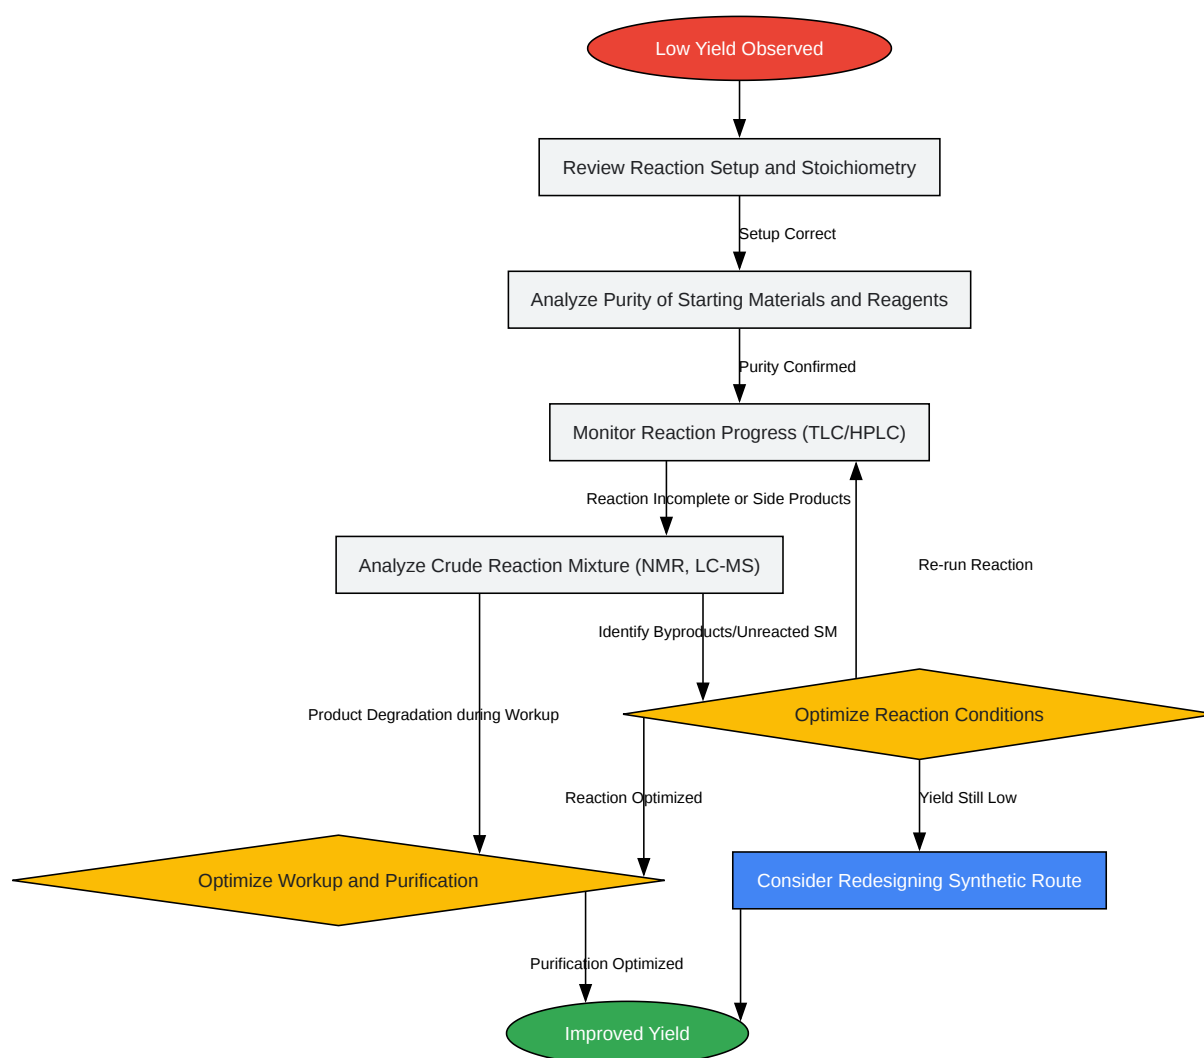 Low Yield Observed
Review Reaction Setup and Stoichiometry
Setup Correct
Analyze Purity of Starting Materials and Reagents
Purity Confirmed
Monitor Reaction Progress (TLC/HPLC)
Reaction Incomplete or Side Products
Analyze Crude Reaction Mixture (NMR, LC-MS)
Re-run Reaction
Identify Byproducts/Unreacted SM
Product Degradation during Workup
Optimize Reaction Conditions
Reaction Optimized
Yield Still Low
Optimize Workup and Purification
Consider Redesigning Synthetic Route
Purification Optimized
Improved Yield